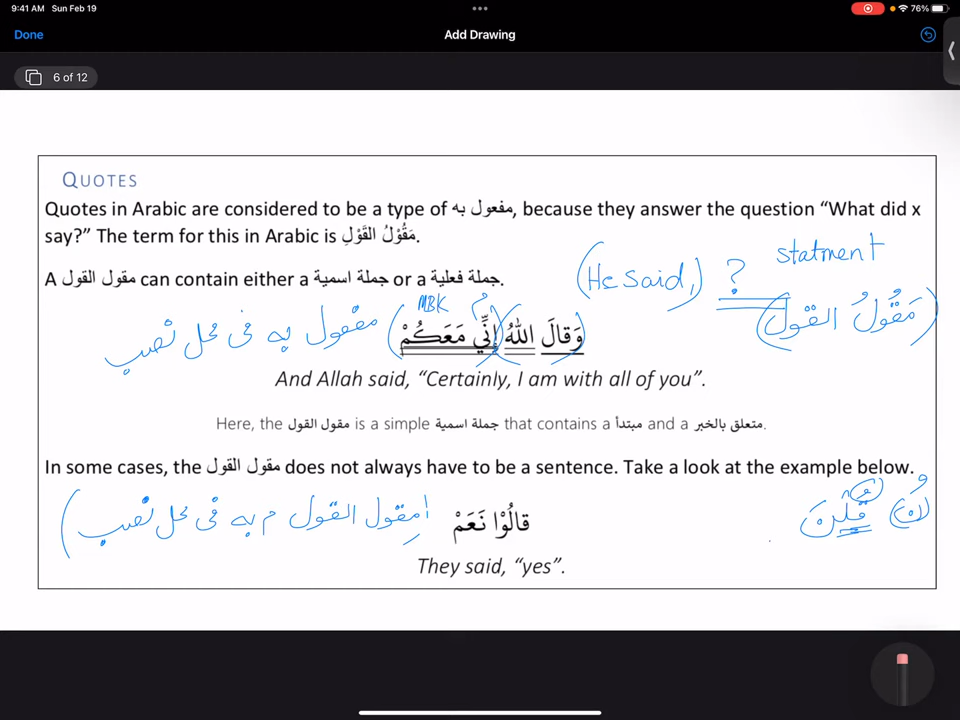 9:41 AM Sun Feb 19
76%
Done
Add Drawing
6 of 12
QUOTES
Quotes in Arabic are considered to be a type of مفعول به, because they answer the question “What did x
say?” The term for this in Arabic is مَقُوْلُ القَوْلِ.
statment
A مقول القول can contain either a جملة اسمية or a جملة فعلية.
(He said,) ?
(مَقُولُ القول)
MBK م
مفعول به في محل نصب
وَقالَ اللهُ إِنِّي مَعَكُمْ
And Allah said, “Certainly, I am with all of you”.
Here, the مقول القول is a simple جملة اسمية that contains a مبتدأ and a متعلق بالخبر.
In some cases, the مقول القول does not always have to be a sentence. Take a look at the example below.
مقول القول م به في محل نصب
قالُوْا نَعَمْ
They said, “yes”.